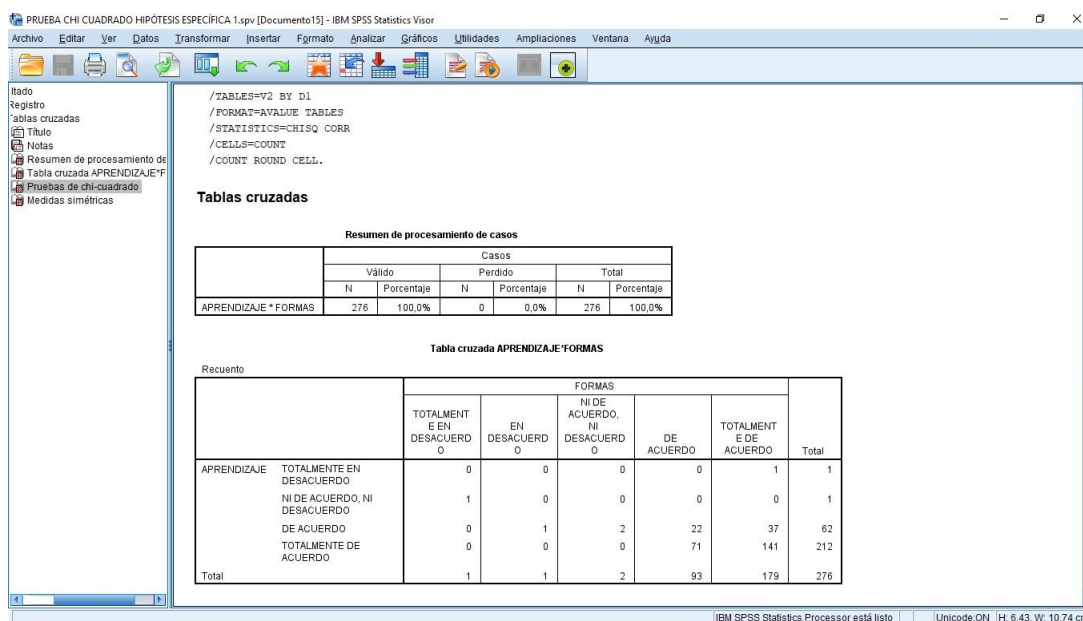 PRUEBA CHI CUADRADO HIPÓTESIS ESPECÍFICA 1.spv [Documento15] - IBM SPSS Statistics Visor
Archivo Editar Ver Datos Transformar Insertar Formato Analizar Gráficos Utilidades Ampliaciones Ventana Ayuda
ltado
Registro
Tablas cruzadas
Título
Notas
Resumen de procesamiento de
Tabla cruzada APRENDIZAJE*F
Pruebas de chi-cuadrado
Medidas simétricas
/TABLES=V2 BY D1
/FORMAT=AVALUE TABLES
/STATISTICS=CHISQ CORR
/CELLS=COUNT
/COUNT ROUND CELL.
Tablas cruzadas
Resumen de procesamiento de casos
Casos
Válido Perdido Total
N Porcentaje N Porcentaje N Porcentaje
APRENDIZAJE * FORMAS 276 100,0% 0 0,0% 276 100,0%
Tabla cruzada APRENDIZAJE*FORMAS
Recuento
FORMAS
TOTALMENT
E EN
DESACUERD
O
EN
DESACUERD
O
NI DE
ACUERDO,
NI
DESACUERD
O
DE
ACUERDO
TOTALMENT
E DE
ACUERDO
Total
APRENDIZAJE TOTALMENTE EN 0 0 0 0 1 1
DESACUERDO
NI DE ACUERDO, NI 1 0 0 0 0 1
DESACUERDO
DE ACUERDO 0 1 2 22 37 62
TOTALMENTE DE 0 0 0 71 141 212
ACUERDO
Total 1 1 2 93 179 276
IBM SPSS Statistics Processor está listo Unicode:ON H: 6,43, W: 10,74 c